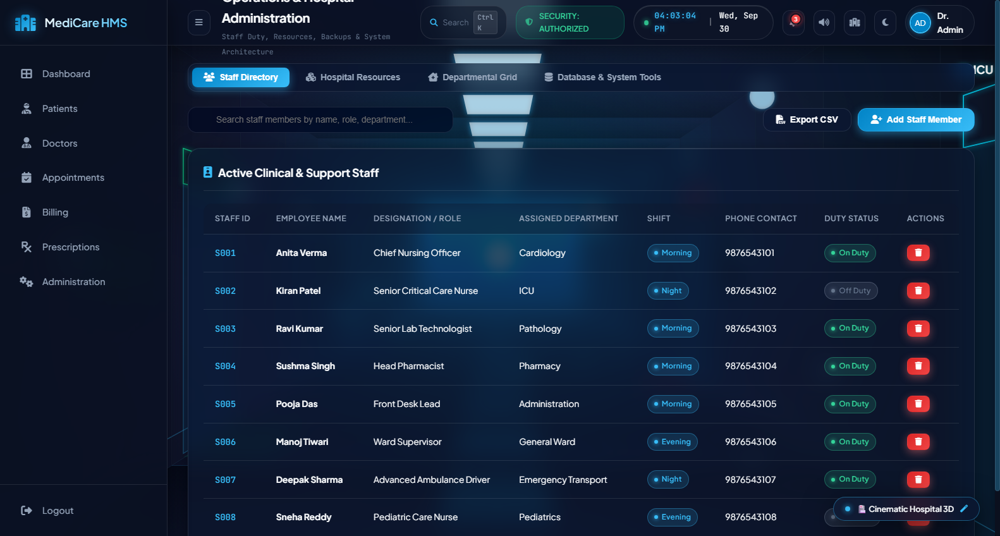 MediCare HMS
Operations & Hospital
Administration
Staff Duty, Resources, Backups & System
Architecture
Search
Ctrl
K
SECURITY:
AUTHORIZED
04:03:04
PM
|
Wed, Sep
30
3
AD
Dr.
Admin
Dashboard
Patients
Doctors
Appointments
Billing
Prescriptions
Administration
Logout
Staff Directory
Hospital Resources
Departmental Grid
Database & System Tools
ICU
Search staff members by name, role, department...
Export CSV
Add Staff Member
Active Clinical & Support Staff
STAFF ID EMPLOYEE NAME DESIGNATION / ROLE ASSIGNED DEPARTMENT SHIFT PHONE CONTACT DUTY STATUS ACTIONS
S001 Anita Verma Chief Nursing Officer Cardiology Morning 9876543101 On Duty
S002 Kiran Patel Senior Critical Care Nurse ICU Night 9876543102 Off Duty
S003 Ravi Kumar Senior Lab Technologist Pathology Morning 9876543103 On Duty
S004 Sushma Singh Head Pharmacist Pharmacy Morning 9876543104 On Duty
S005 Pooja Das Front Desk Lead Administration Morning 9876543105 On Duty
S006 Manoj Tiwari Ward Supervisor General Ward Evening 9876543106 On Duty
S007 Deepak Sharma Advanced Ambulance Driver Emergency Transport Night 9876543107 On Duty
S008 Sneha Reddy Pediatric Care Nurse Pediatrics Evening 9876543108
Cinematic Hospital 3D